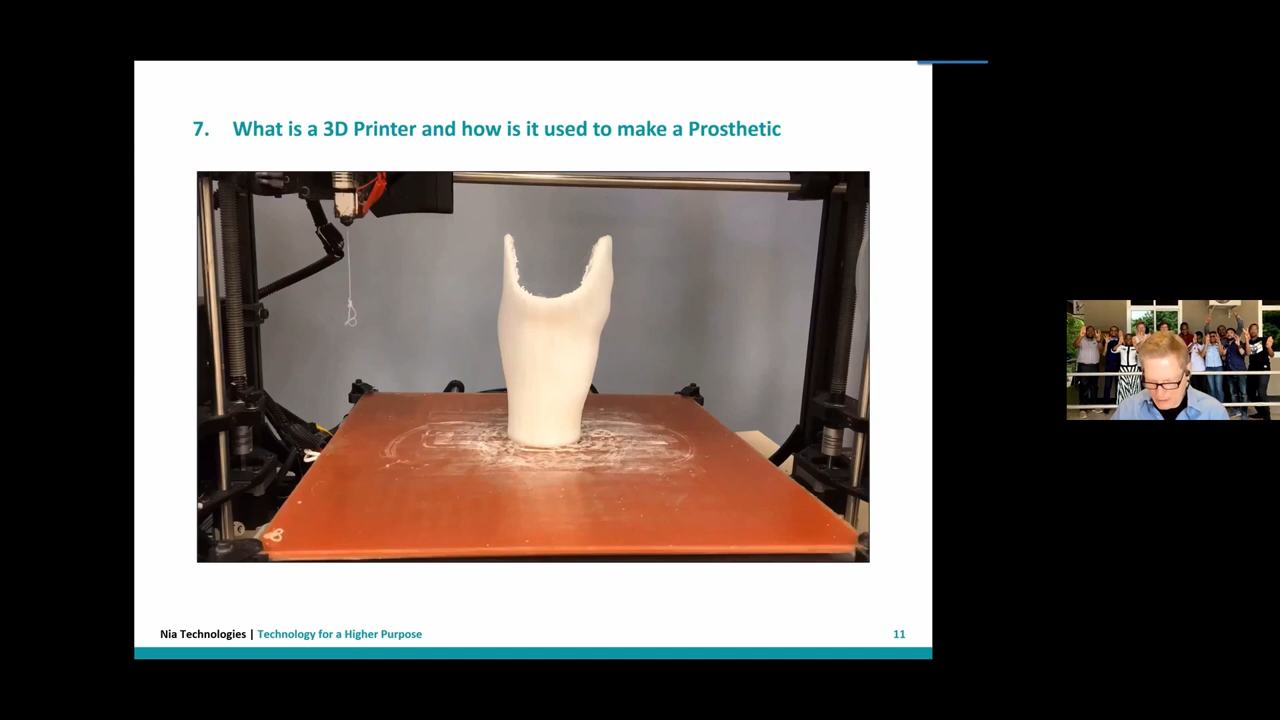 7. What is a 3D Printer and how is it used to make a Prosthetic
Nia Technologies | Technology for a Higher Purpose
11